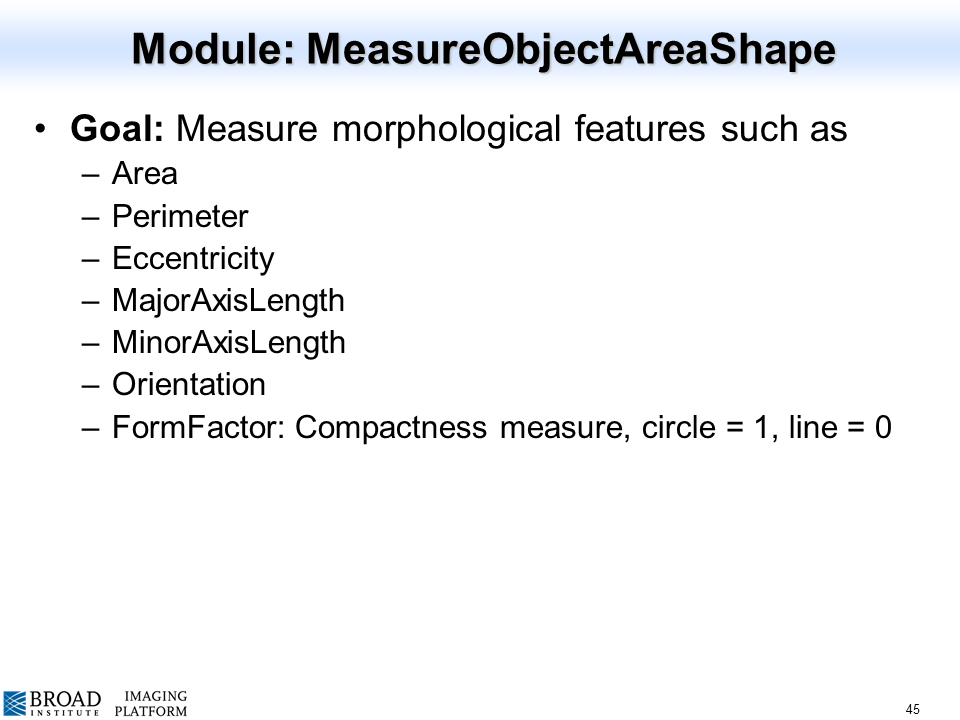 Module: MeasureObjectAreaShape
• Goal: Measure morphological features such as
– Area
– Perimeter
– Eccentricity
– MajorAxisLength
– MinorAxisLength
– Orientation
– FormFactor: Compactness measure, circle = 1, line = 0
BROAD
INSTITUTE
IMAGING
PLATFORM
45